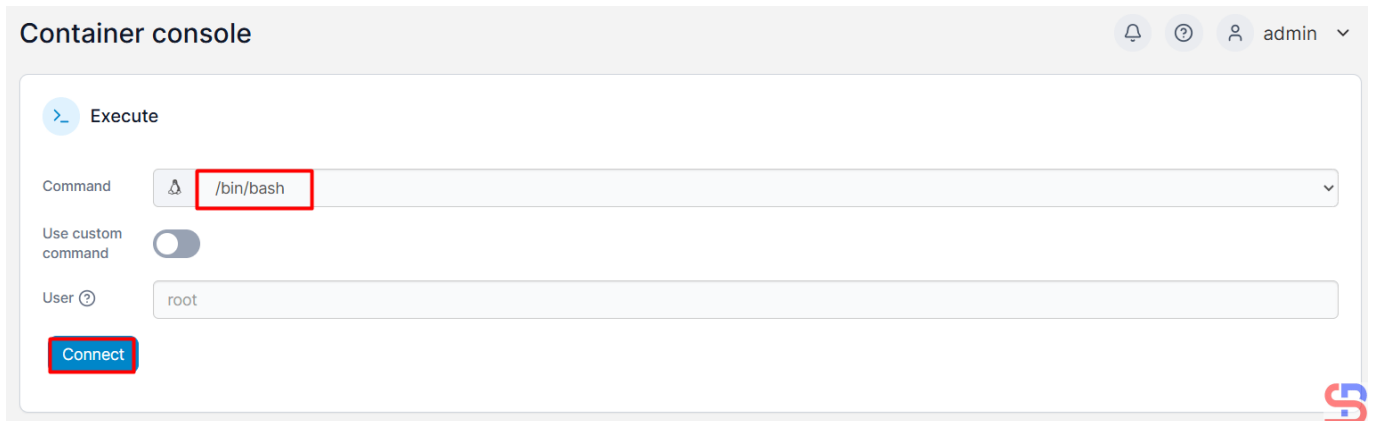 Container console
admin
Execute
Command
/bin/bash
Use custom
command
User
root
Connect